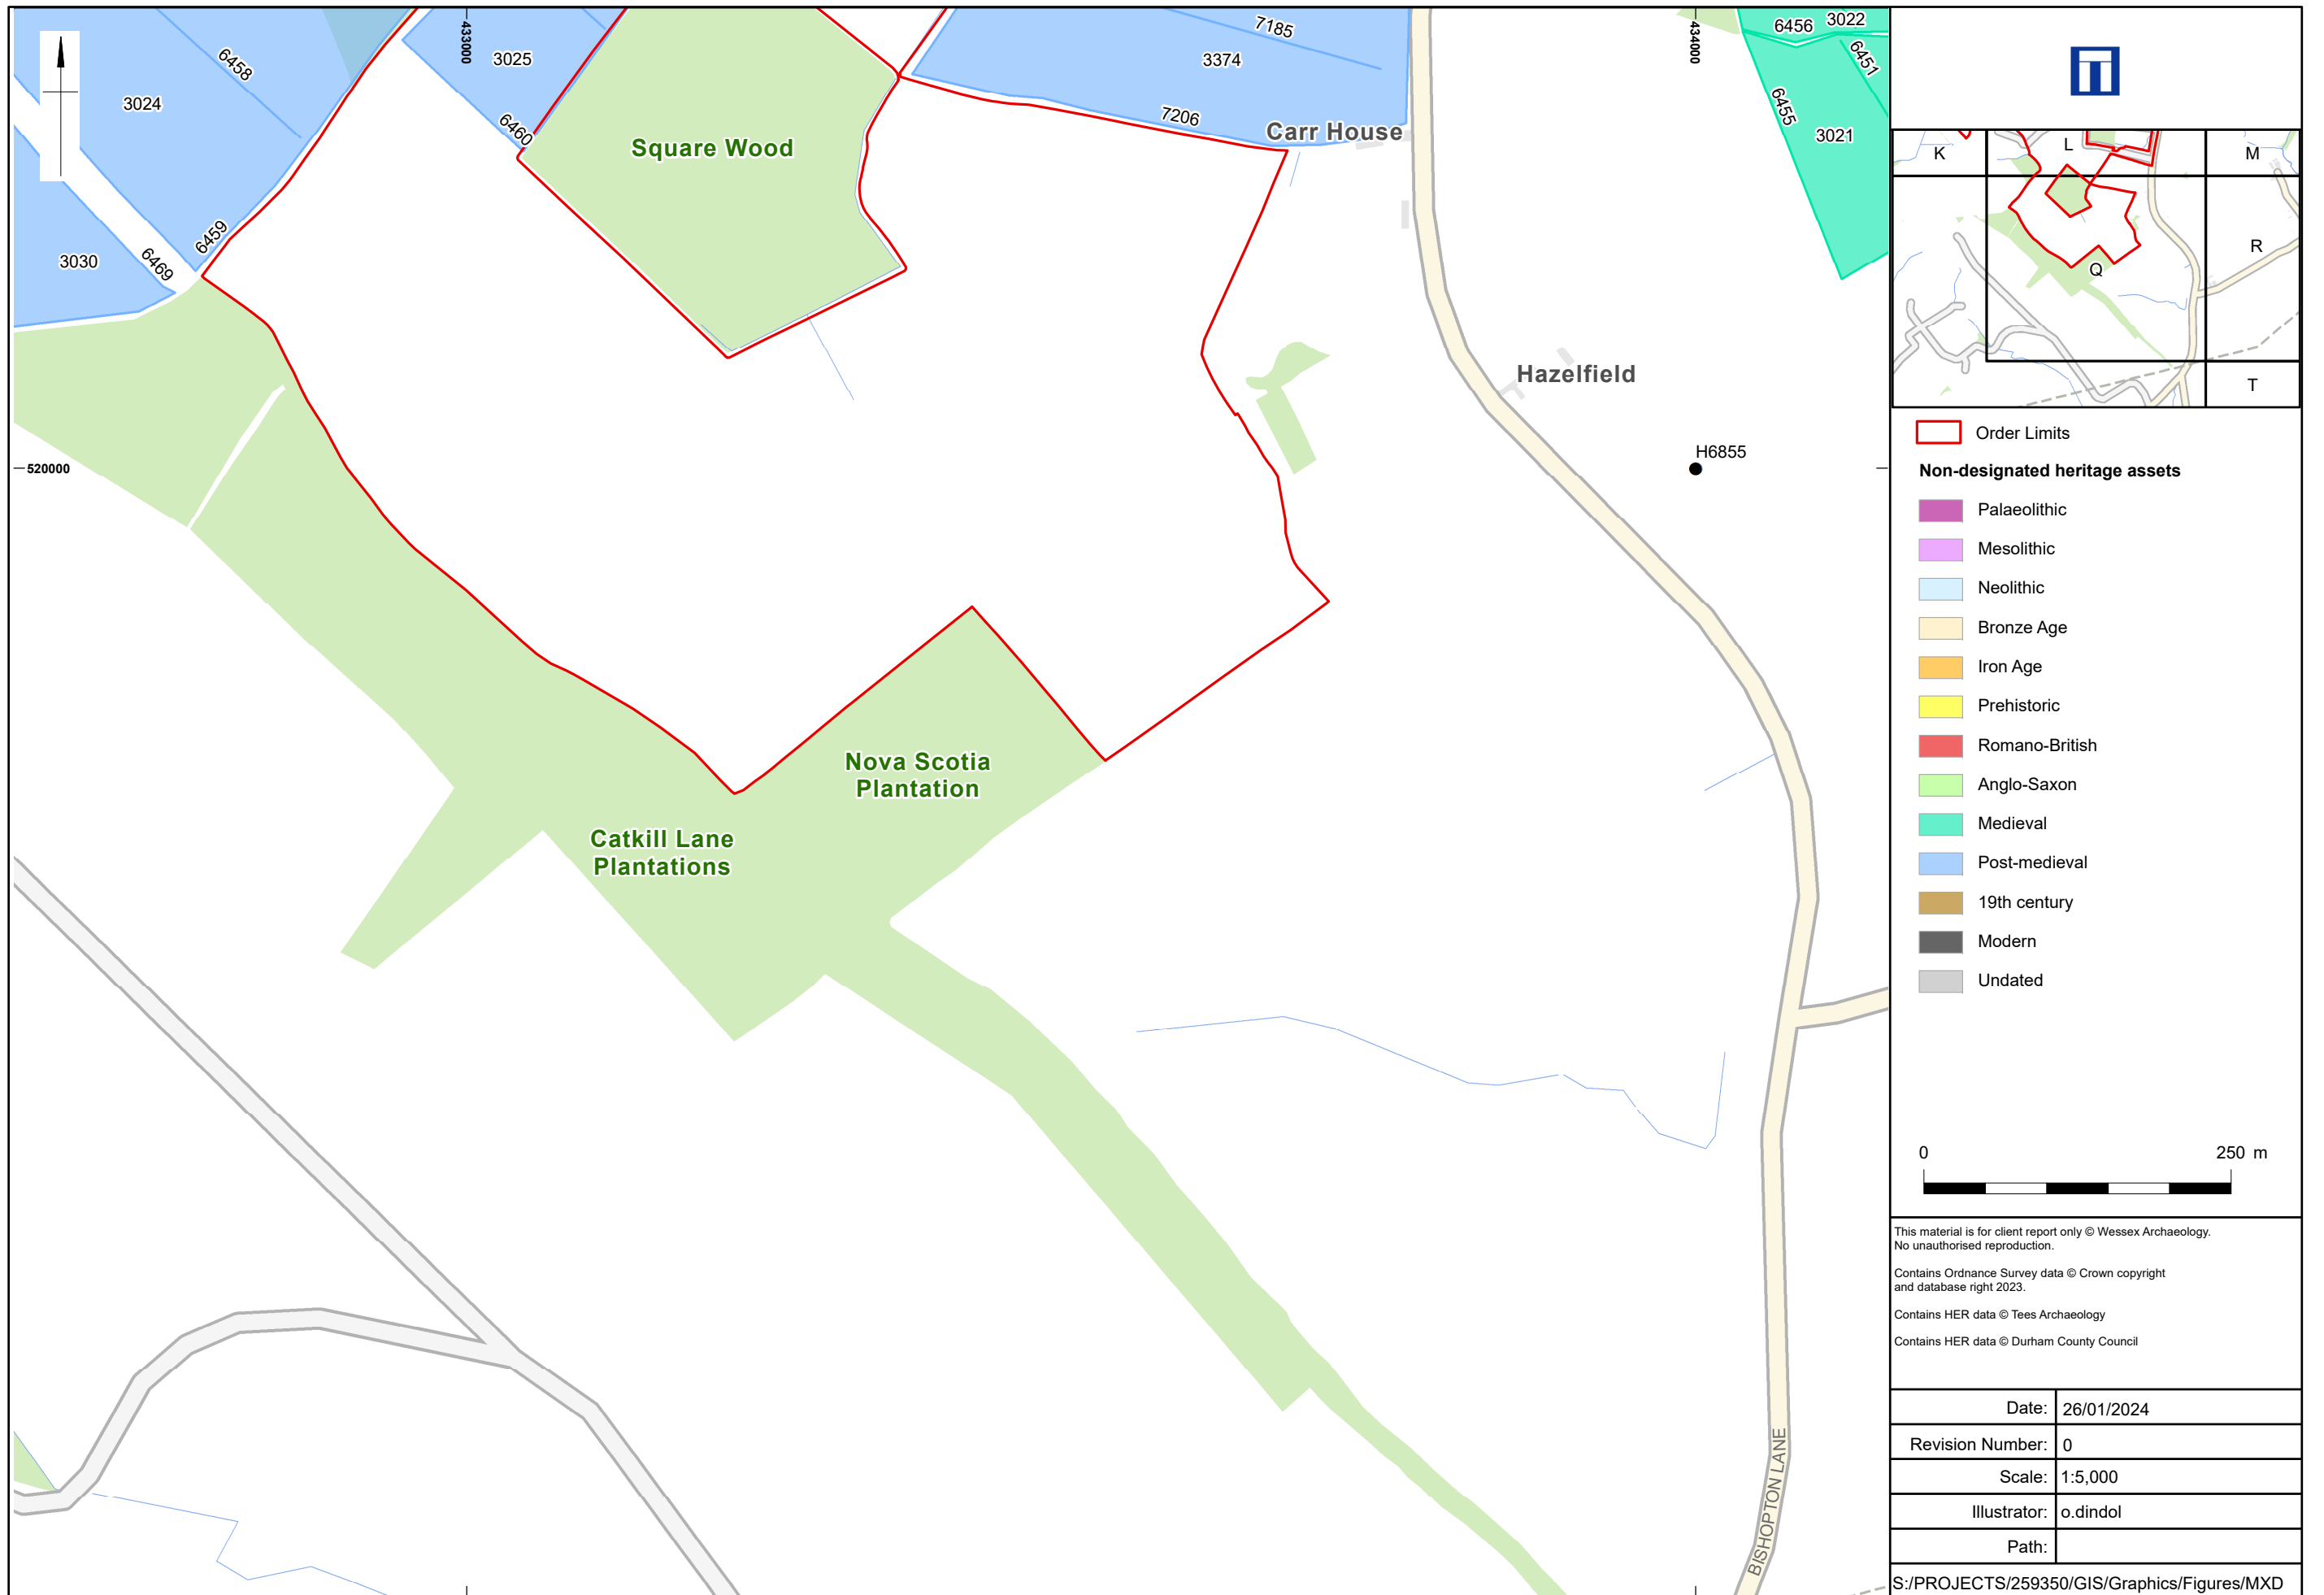 433000
434000
6458
3024
3025
6460
Square Wood
3374
7185
7206
Carr House
6456
3022
6451
6455
3021
3030
6469
6459
Hazelfield
H6855
520000
Nova Scotia
Plantation
Catkill Lane
Plantations
BISHOPTON LANE
K
L
M
R
Q
T
Order Limits
Non-designated heritage assets
Palaeolithic
Mesolithic
Neolithic
Bronze Age
Iron Age
Prehistoric
Romano-British
Anglo-Saxon
Medieval
Post-medieval
19th century
Modern
Undated
0 250 m
This material is for client report only © Wessex Archaeology.
No unauthorised reproduction.
Contains Ordnance Survey data © Crown copyright
and database right 2023.
Contains HER data © Tees Archaeology
Contains HER data © Durham County Council
Date: 26/01/2024
Revision Number: 0
Scale: 1:5,000
Illustrator: o.dindol
Path:
S:/PROJECTS/259350/GIS/Graphics/Figures/MXD